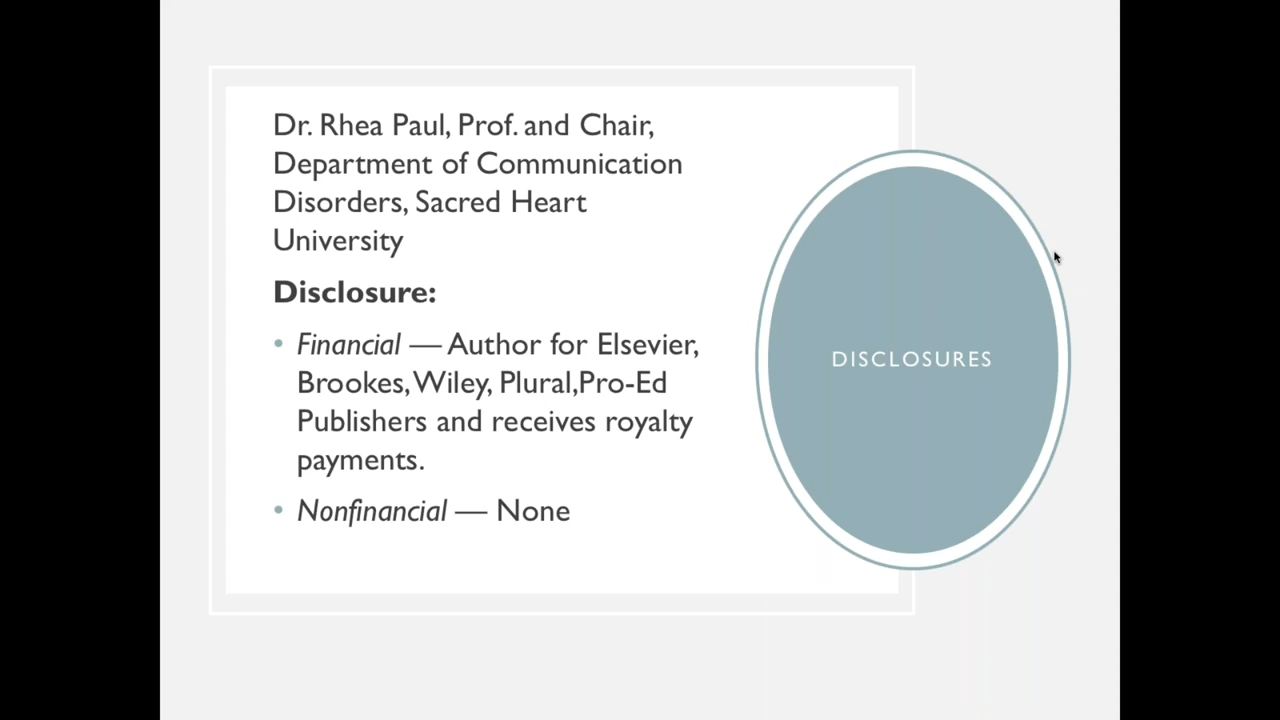 Dr. Rhea Paul, Prof. and Chair,
Department of Communication
Disorders, Sacred Heart
University
Disclosure:
• Financial — Author for Elsevier,
Brookes,Wiley, Plural,Pro-Ed
Publishers and receives royalty
payments.
• Nonfinancial — None
DISCLOSURES